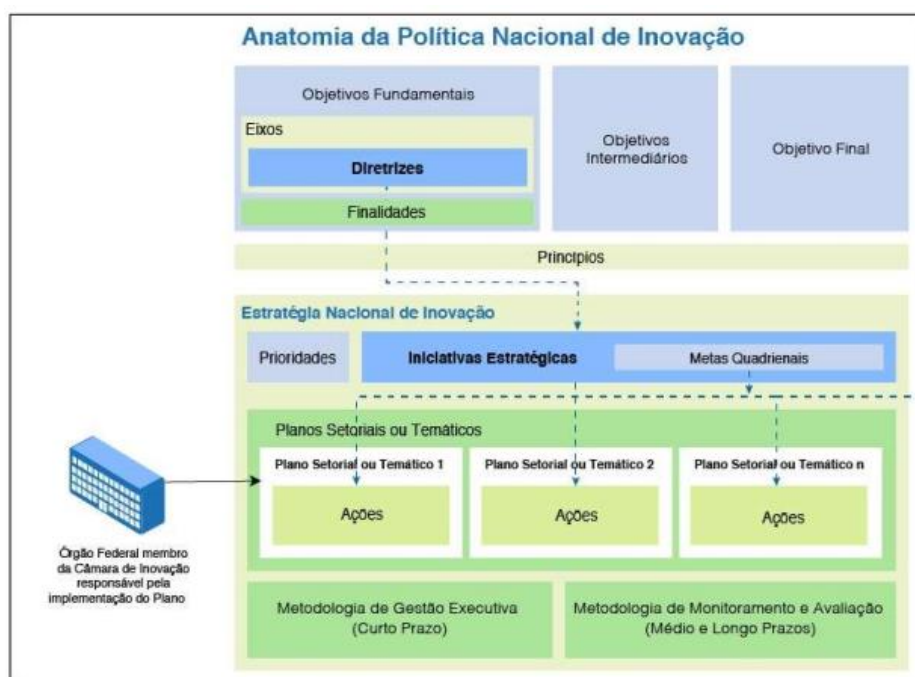 Anatomia da Política Nacional de Inovação
Objetivos Fundamentais
Eixos
Diretrizes
Finalidades
Objetivos
Intermediários
Objetivo Final
Princípios
Estratégia Nacional de Inovação
Prioridades
Iniciativas Estratégicas
Metas Quadrienais
Planos Setoriais ou Temáticos
Plano Setorial ou Temático 1
Ações
Plano Setorial ou Temático 2
Ações
Plano Setorial ou Temático n
Ações
Órgão Federal membro
da Câmara de Inovação
responsável pela
implementação do Plano
Metodologia de Gestão Executiva
(Curto Prazo)
Metodologia de Monitoramento e Avaliação
(Médio e Longo Prazos)